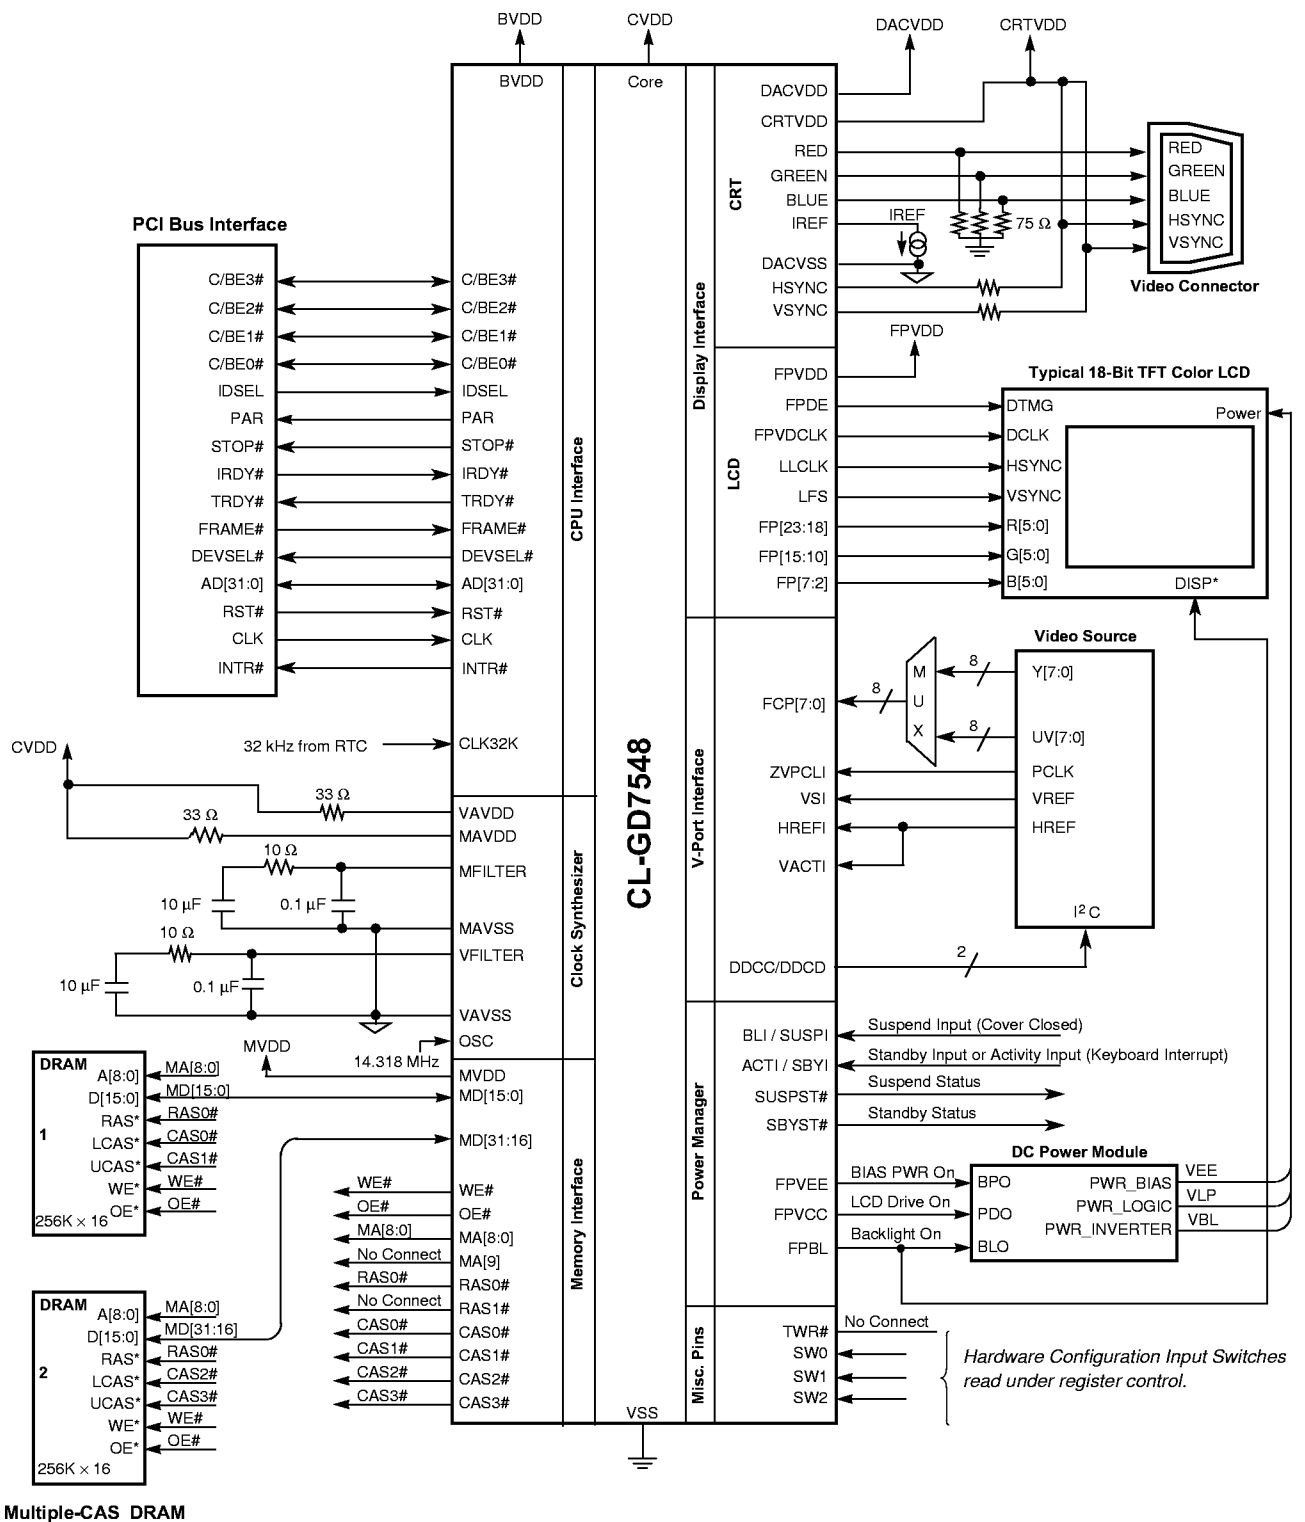 BVDD
CVDD
DACVDD
CRTVDD
BVDD
Core
DACVDD
CRTVDD
RED
GREEN
BLUE
IREF
DACVSS
HSYNC
VSYNC
CRT
IREF
75 Ω
RED
GREEN
BLUE
HSYNC
VSYNC
Video Connector
PCI Bus Interface
C/BE3#
C/BE2#
C/BE1#
C/BE0#
IDSEL
PAR
STOP#
IRDY#
TRDY#
FRAME#
DEVSEL#
AD[31:0]
RST#
CLK
INTR#
C/BE3#
C/BE2#
C/BE1#
C/BE0#
IDSEL
PAR
STOP#
IRDY#
TRDY#
FRAME#
DEVSEL#
AD[31:0]
RST#
CLK
INTR#
CPU Interface
Display Interface
FPVDD
FPVDD
FPDE
FPVDCLK
LLCLK
LFS
FP[23:18]
FP[15:10]
FP[7:2]
LCD
Typical 18-Bit TFT Color LCD
Power
DTMG
DCLK
HSYNC
VSYNC
R[5:0]
G[5:0]
B[5:0]
DISP*
CL-GD7548
V-Port Interface
FCP[7:0]
ZVPCLI
VSI
HREFI
VACTI
DDCC/DDCD
8
M
U
X
8
8
2
Video Source
Y[7:0]
UV[7:0]
PCLK
VREF
HREF
I2C
CVDD
32 kHz from RTC
CLK32K
33 Ω
VAVDD
33 Ω
MAVDD
10 Ω
MFILTER
10 µF
0.1 µF
MAVSS
10 Ω
VFILTER
10 µF
0.1 µF
VAVSS
OSC
14.318 MHz
Clock Synthesizer
MVDD
MVDD
MD[15:0]
MD[31:16]
WE#
WE#
OE#
OE#
MA[8:0]
MA[8:0]
No Connect
MA[9]
RAS0#
RAS0#
No Connect
RAS1#
CAS0#
CAS0#
CAS1#
CAS1#
CAS2#
CAS2#
CAS3#
CAS3#
Memory Interface
DRAM
1
A[8:0]
MA[8:0]
D[15:0]
MD[15:0]
RAS*
RAS0#
LCAS*
CAS0#
UCAS*
CAS1#
WE*
WE#
OE*
OE#
256K × 16
DRAM
2
A[8:0]
MA[8:0]
D[15:0]
MD[31:16]
RAS*
RAS0#
LCAS*
CAS2#
UCAS*
CAS3#
WE*
WE#
OE*
OE#
256K × 16
Multiple-CAS DRAM
Power Manager
BLI / SUSPI
Suspend Input (Cover Closed)
ACTI / SBYI
Standby Input or Activity Input (Keyboard Interrupt)
SUSPST#
Suspend Status
SBYST#
Standby Status
FPVEE
BIAS PWR On
FPVCC
LCD Drive On
FPBL
Backlight On
DC Power Module
BPO
PDO
BLO
PWR_BIAS
PWR_LOGIC
PWR_INVERTER
VEE
VLP
VBL
Misc. Pins
TWR#
No Connect
SW0
SW1
SW2
Hardware Configuration Input Switches
read under register control.
VSS